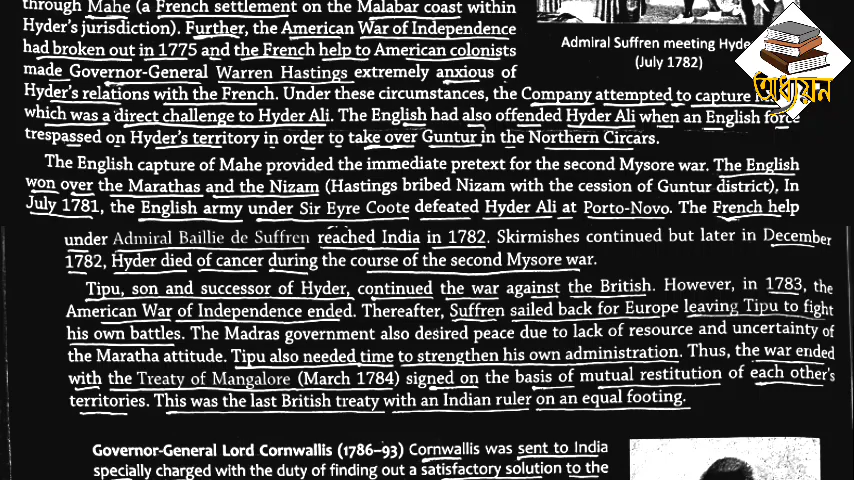 through Mahe (a French settlement on the Malabar coast within
Hyder's jurisdiction). Further, the American War of Independence
had broken out in 1775 and the French help to American colonists
made Governor-General Warren Hastings extremely anxious of
Hyder's relations with the French. Under these circumstances, the Company attempted to capture
which was a direct challenge to Hyder Ali. The English had also offended Hyder Ali when an English
trespassed on Hyder's territory in order to take over Guntur in the Northern Circars.
Admiral Suffren meeting Hyde
(July 1782)
অধ্যয়ন
The English capture of Mahe provided the immediate pretext for the second Mysore war. The English
won over the Marathas and the Nizam (Hastings bribed Nizam with the cession of Guntur district), In
July 1781, the English army under Sir Eyre Coote defeated Hyder Ali at Porto-Novo. The French help
under Admiral Baillie de Suffren reached India in 1782. Skirmishes continued but later in December
1782, Hyder died of cancer during the course of the second Mysore war.
Tipu, son and successor of Hyder, continued the war against the British. However, in 1783, the
American War of Independence ended. Thereafter, Suffren sailed back for Europe leaving Tipu to fight
his own battles. The Madras government also desired peace due to lack of resource and uncertainty of
the Maratha attitude. Tipu also needed time to strengthen his own administration. Thus, the war ended
with the Treaty of Mangalore (March 1784) signed on the basis of mutual restitution of each other's
territories. This was the last British treaty with an Indian ruler on an equal footing.
Governor-General Lord Cornwallis (1786–93) Cornwallis was sent to India
specially charged with the duty of finding out a satisfactory solution to the